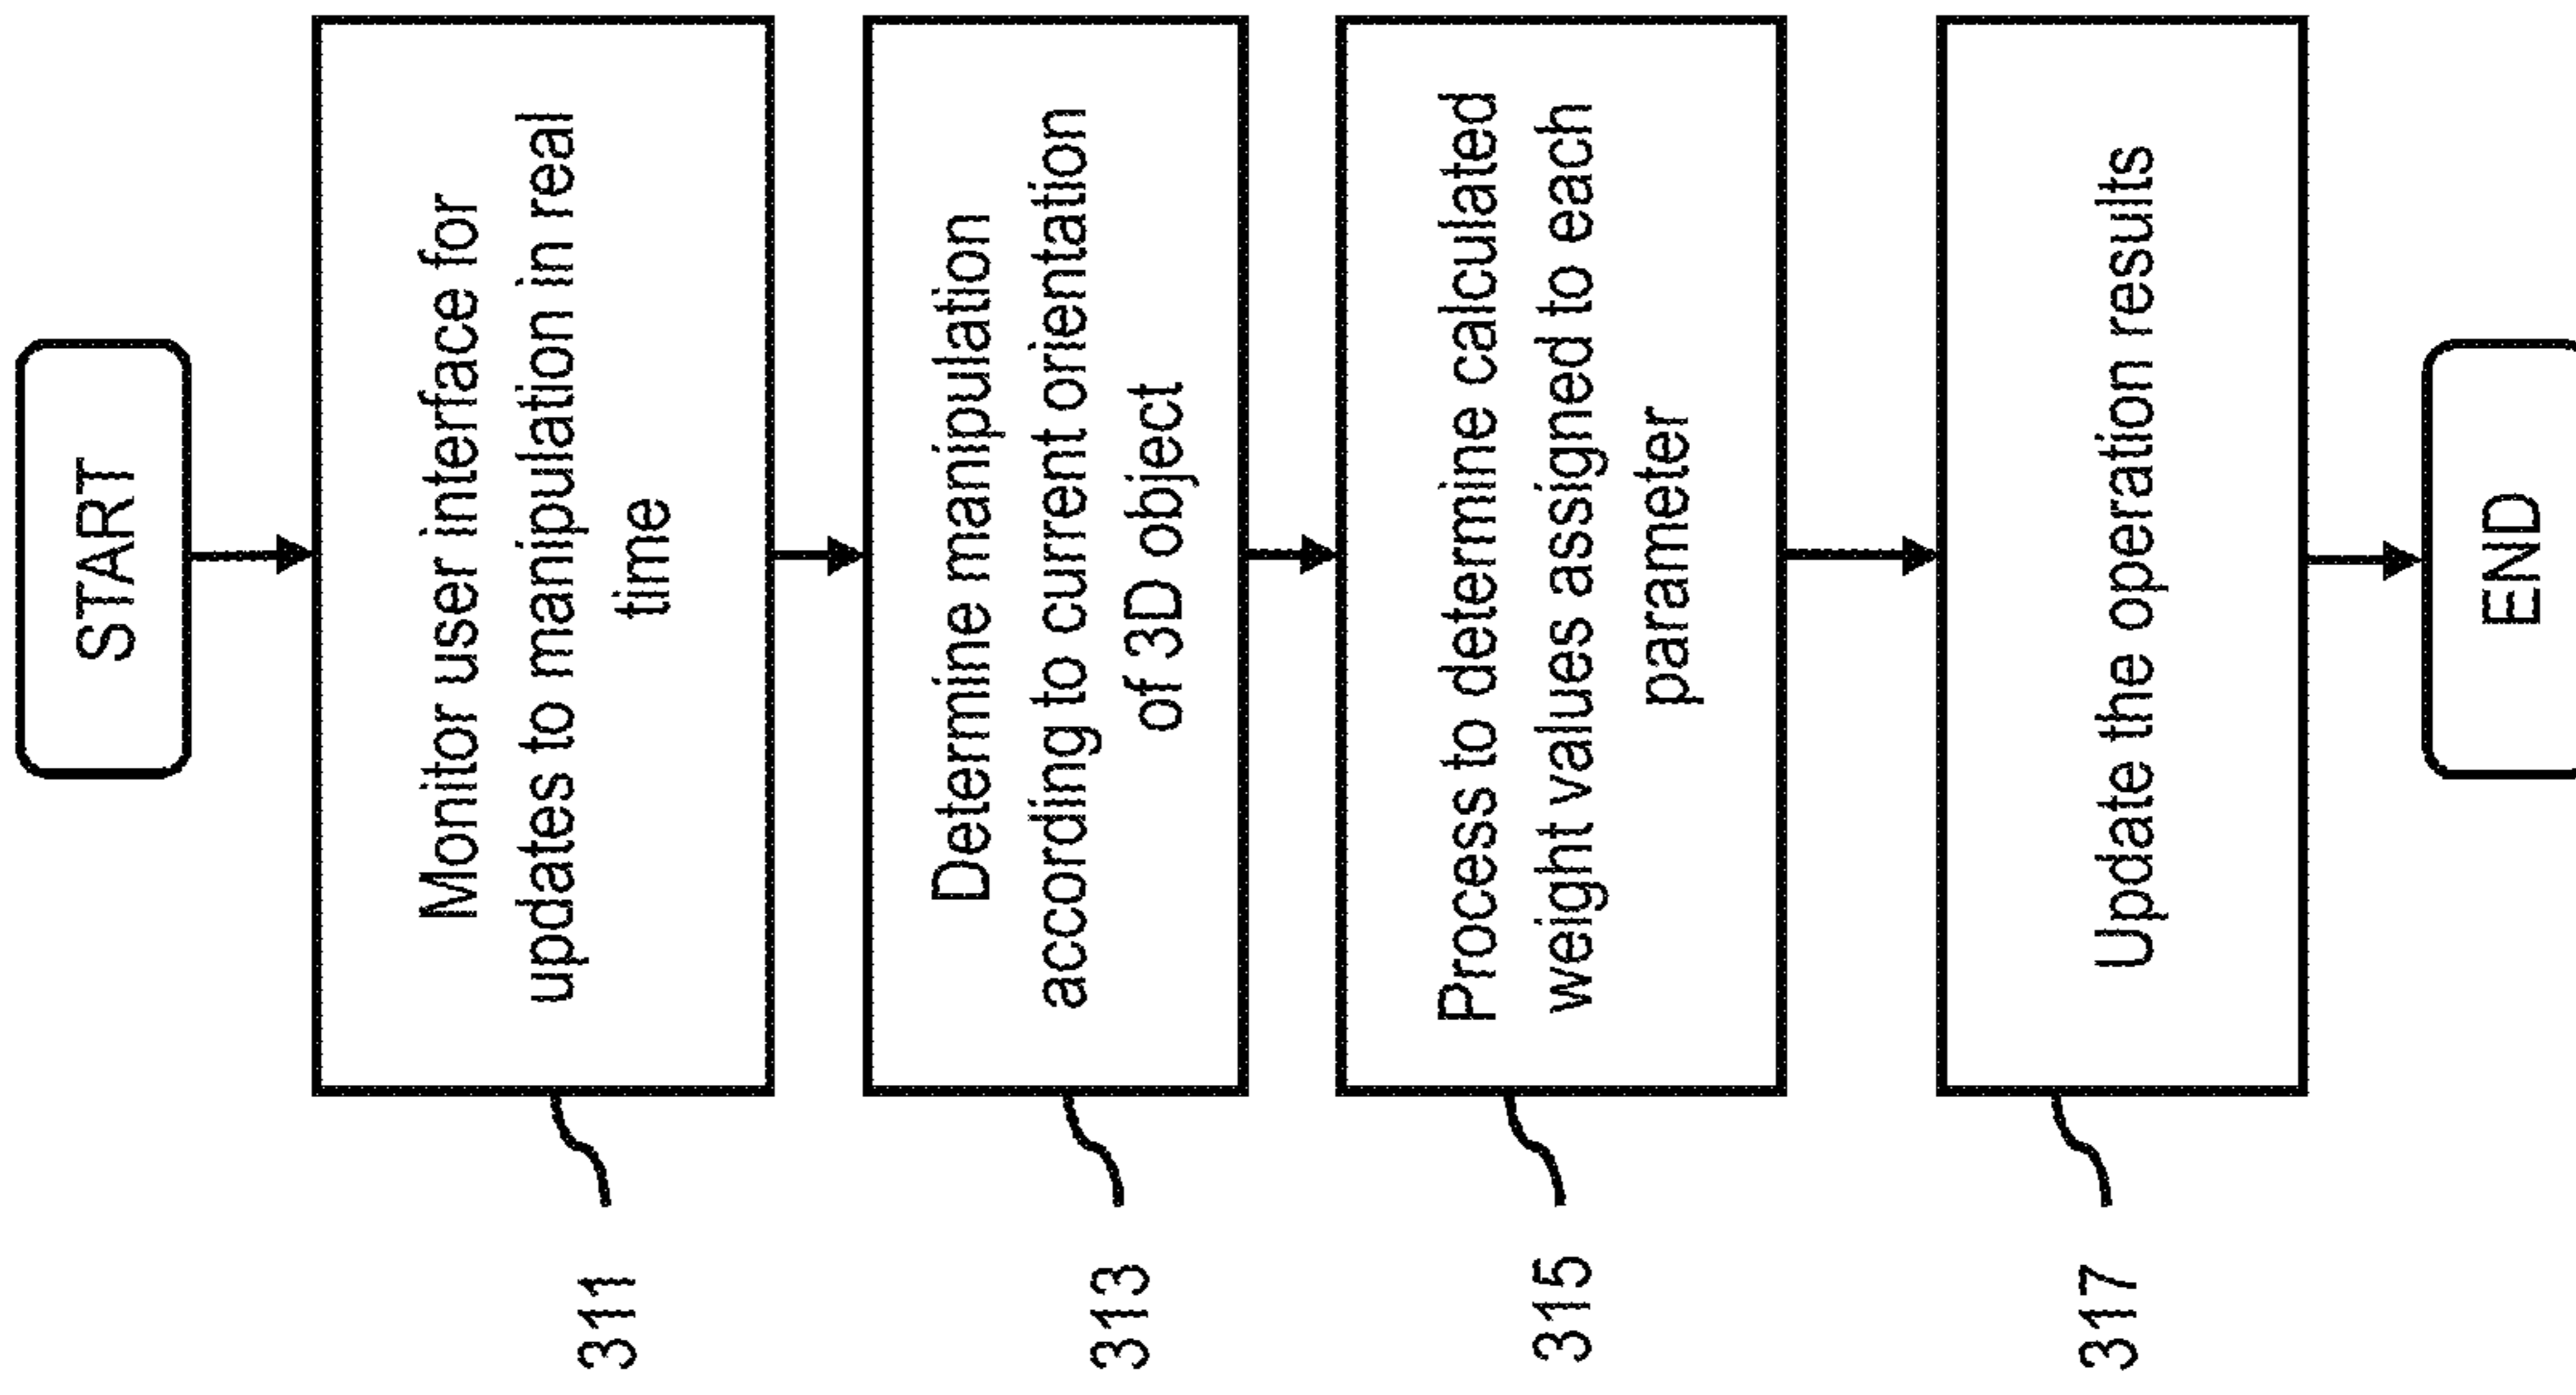 START
Monitor user interface for
updates to manipulation in real
time
311
Determine manipulation
according to current orientation
of 3D object
313
Process to determine calculated
weight values assigned to each
parameter
315
Update the operation results
317
END